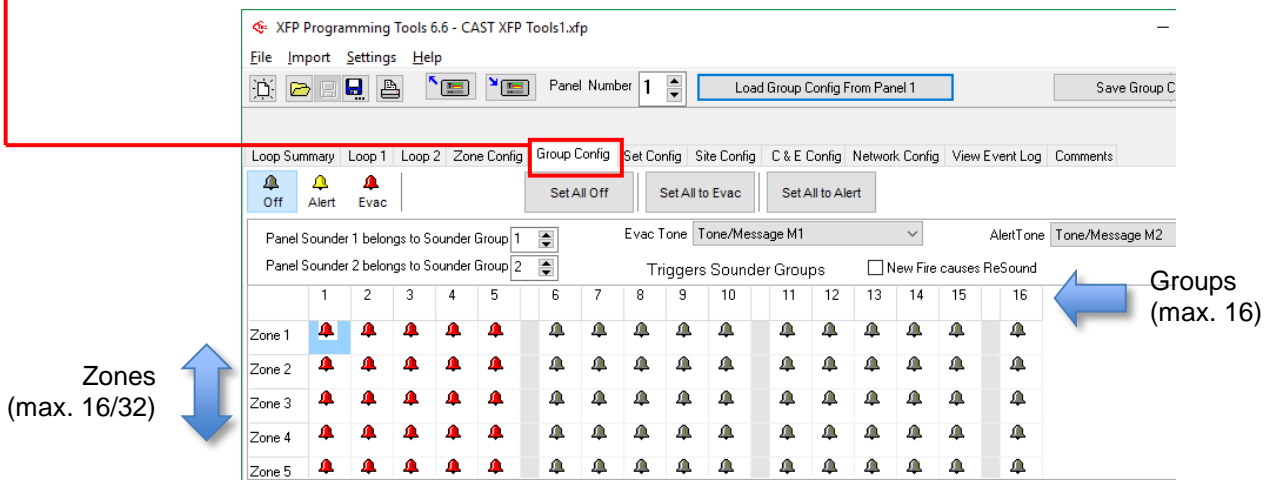 XFP Programming Tools 6.6 - CAST XFP Tools1.xfp
File Import Settings Help
Panel Number 1 Load Group Config From Panel 1 Save Group C
Loop Summary Loop 1 Loop 2 Zone Config Group Config Set Config Site Config C & E Config Network Config View Event Log Comments
Off Alert Evac Set All Off Set All to Evac Set All to Alert
Panel Sounder 1 belongs to Sounder Group 1 Evac Tone Tone/Message M1 AlertTone Tone/Message M2
Panel Sounder 2 belongs to Sounder Group 2 Triggers Sounder Groups New Fire causes ReSound
1 2 3 4 5 6 7 8 9 10 11 12 13 14 15 16
Groups
(max. 16)
Zone 1
Zone 2
Zone 3
Zone 4
Zone 5
Zones
(max. 16/32)